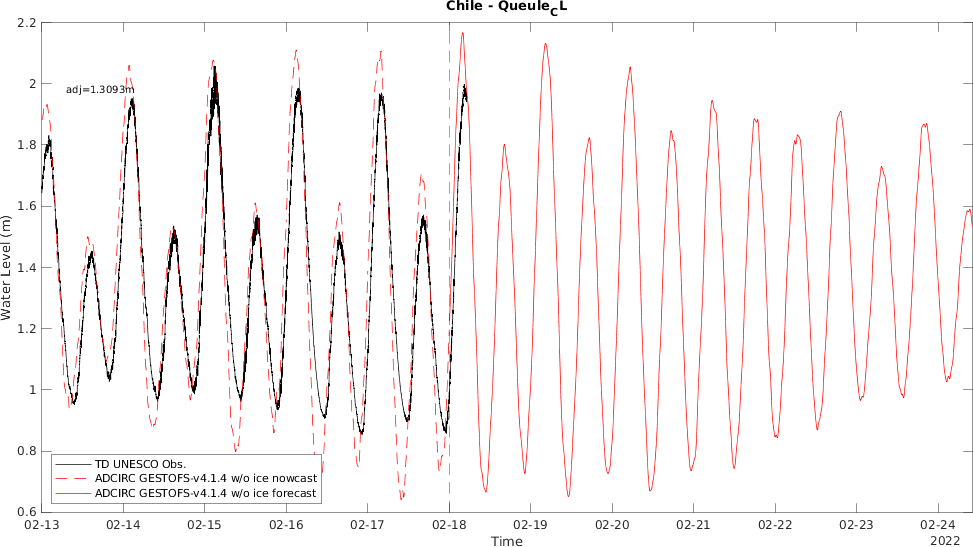 Chile - Queule_CL
adj=1.3093m
Water Level (m)
2.2
2
1.8
1.6
1.4
1.2
1
0.8
0.6
TD UNESCO Obs.
ADCIRC GESTOFS-v4.1.4 w/o ice nowcast
ADCIRC GESTOFS-v4.1.4 w/o ice forecast
02-13 02-14 02-15 02-16 02-17 02-18 02-19 02-20 02-21 02-22 02-23 02-24
Time
2022